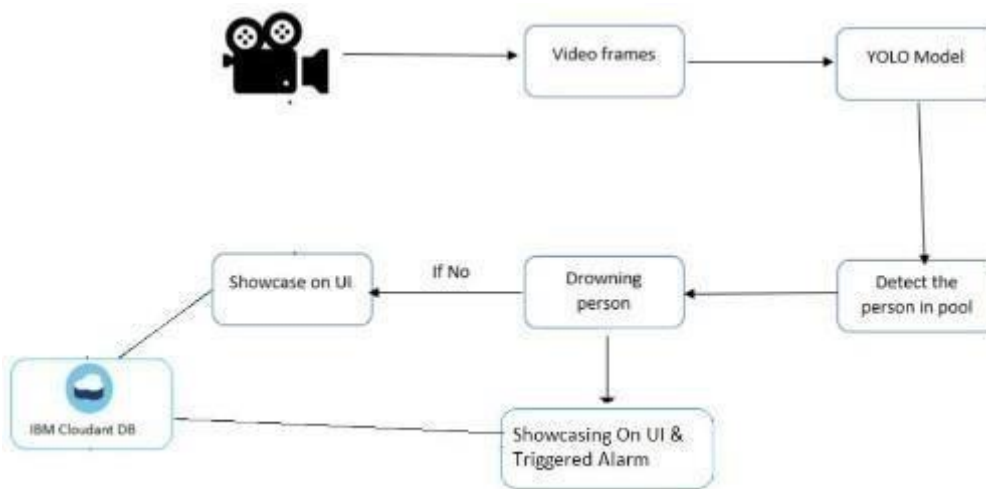 Video frames
YOLO Model
Detect the
person in pool
Drowning
person
If No
Showcase on UI
IBM Cloudant DB
Showcasing On UI &
Triggered Alarm